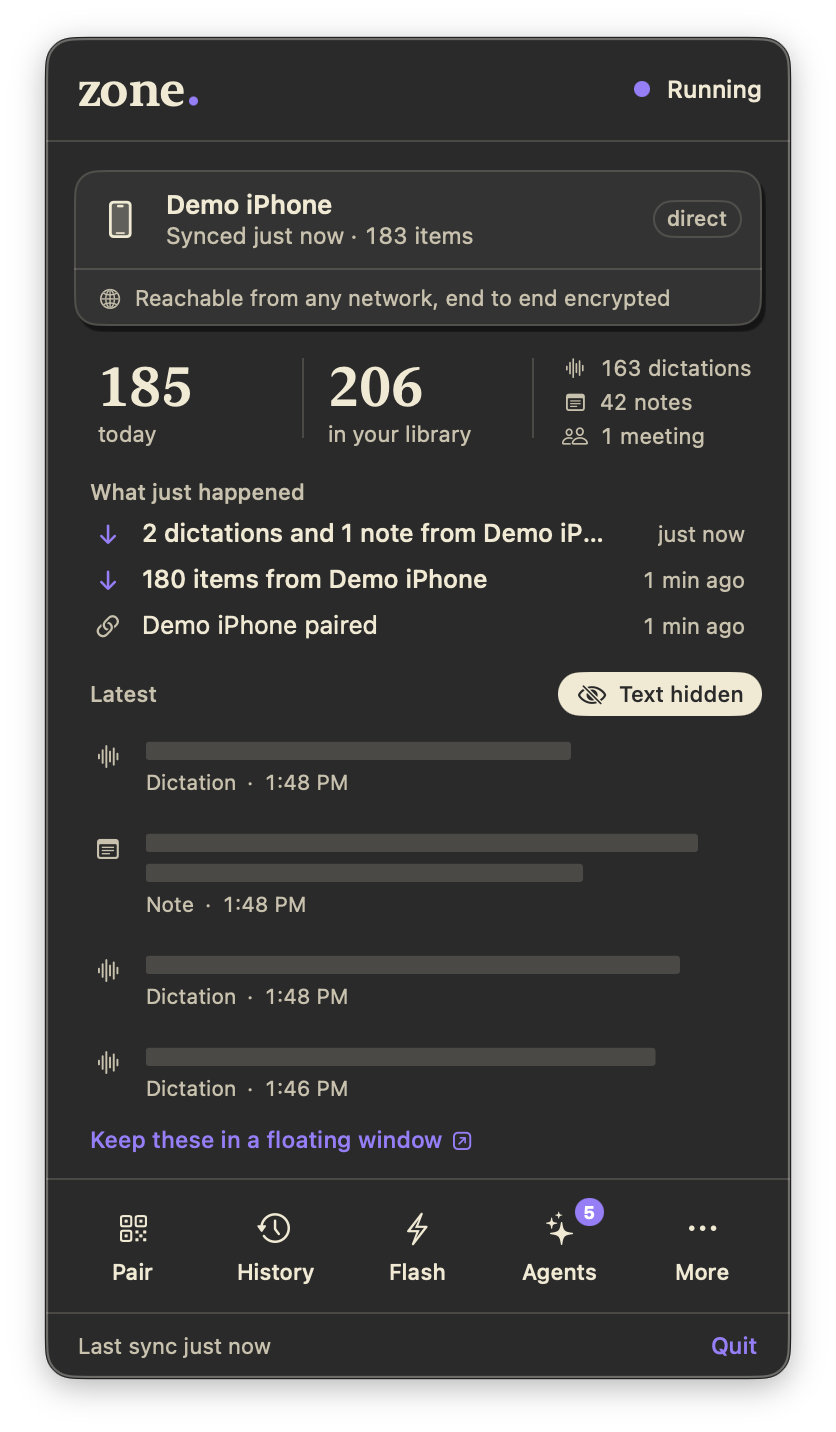 zone.
Running
Demo iPhone
Synced just now · 183 items
direct
Reachable from any network, end to end encrypted
185
today
206
in your library
163 dictations
42 notes
1 meeting
What just happened
2 dictations and 1 note from Demo iP...
just now
180 items from Demo iPhone
1 min ago
Demo iPhone paired
1 min ago
Latest
Text hidden
Dictation · 1:48 PM
Note · 1:48 PM
Dictation · 1:48 PM
Dictation · 1:46 PM
Keep these in a floating window
5
Pair
History
Flash
Agents
More
Last sync just now
Quit